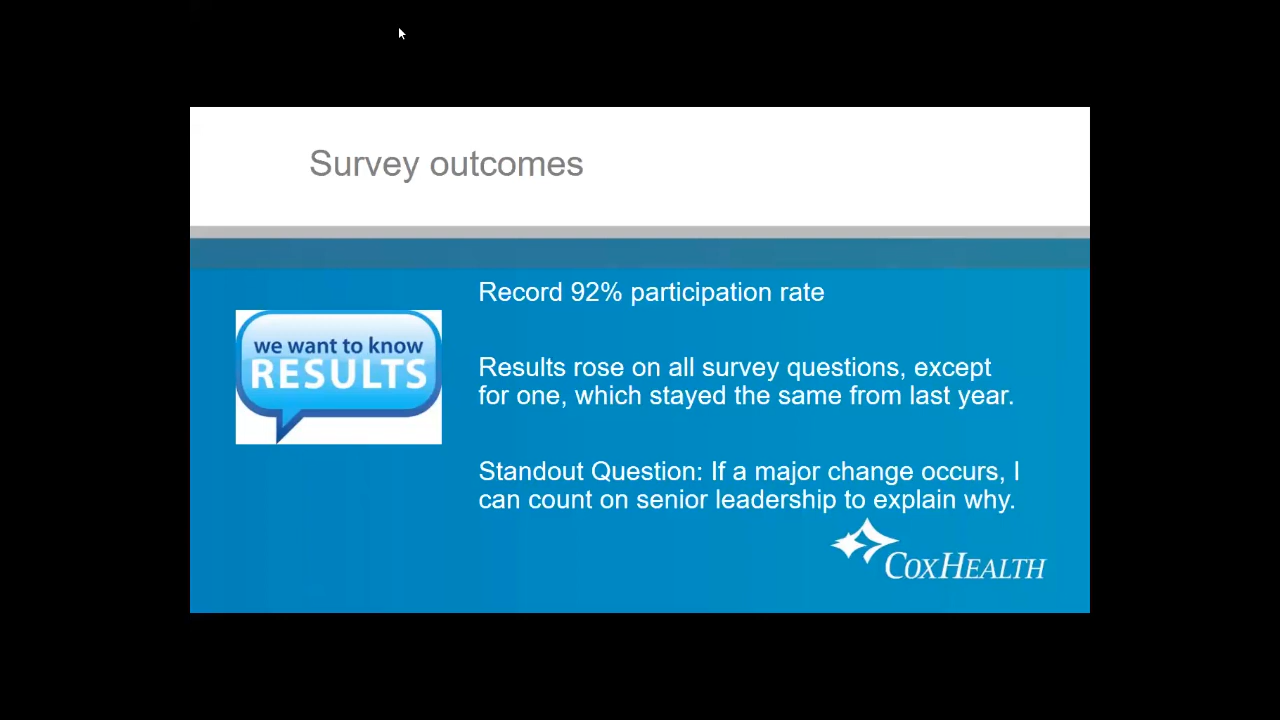 Survey outcomes
we want to know
RESULTS
Record 92% participation rate
Results rose on all survey questions, except
for one, which stayed the same from last year.
Standout Question: If a major change occurs, I
can count on senior leadership to explain why.
COXHEALTH